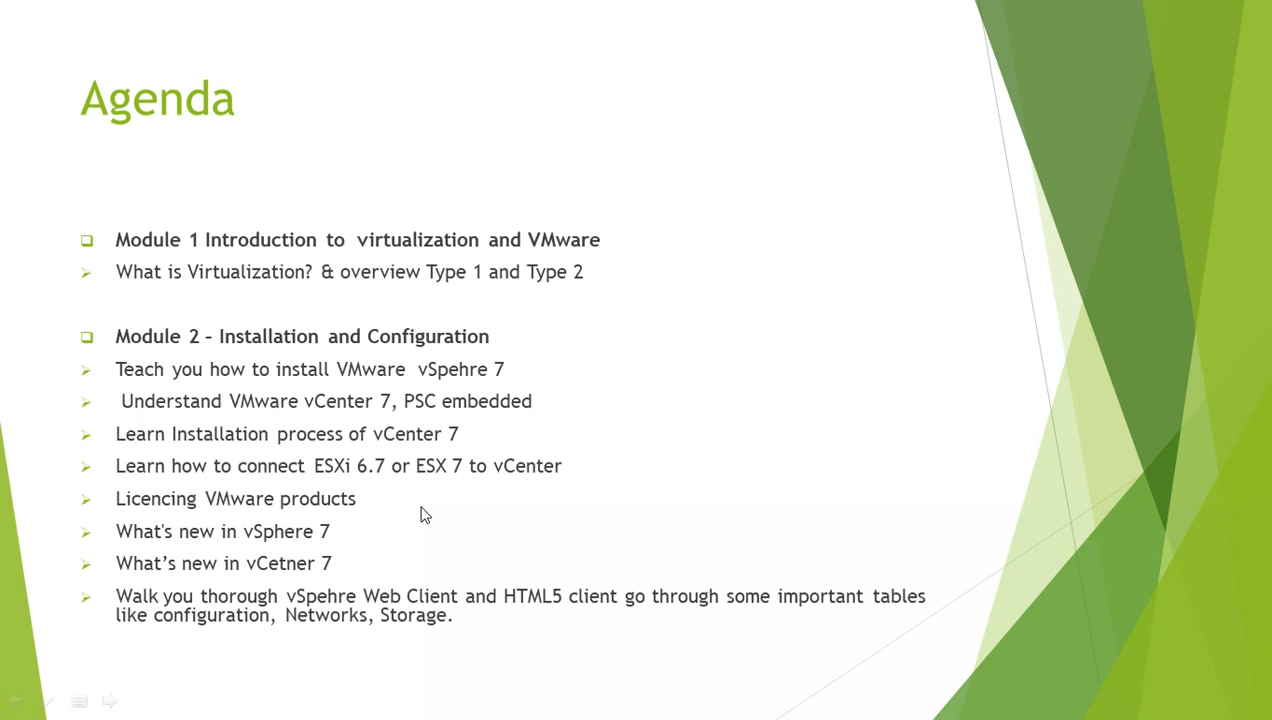 Agenda
Module 1 Introduction to virtualization and VMware
What is Virtualization? & overview Type 1 and Type 2
Module 2 – Installation and Configuration
Teach you how to install VMware vSpehre 7
Understand VMware vCenter 7, PSC embedded
Learn Installation process of vCenter 7
Learn how to connect ESXi 6.7 or ESX 7 to vCenter
Licencing VMware products
What's new in vSphere 7
What’s new in vCetner 7
Walk you thorough vSpehre Web Client and HTML5 client go through some important tables
like configuration, Networks, Storage.